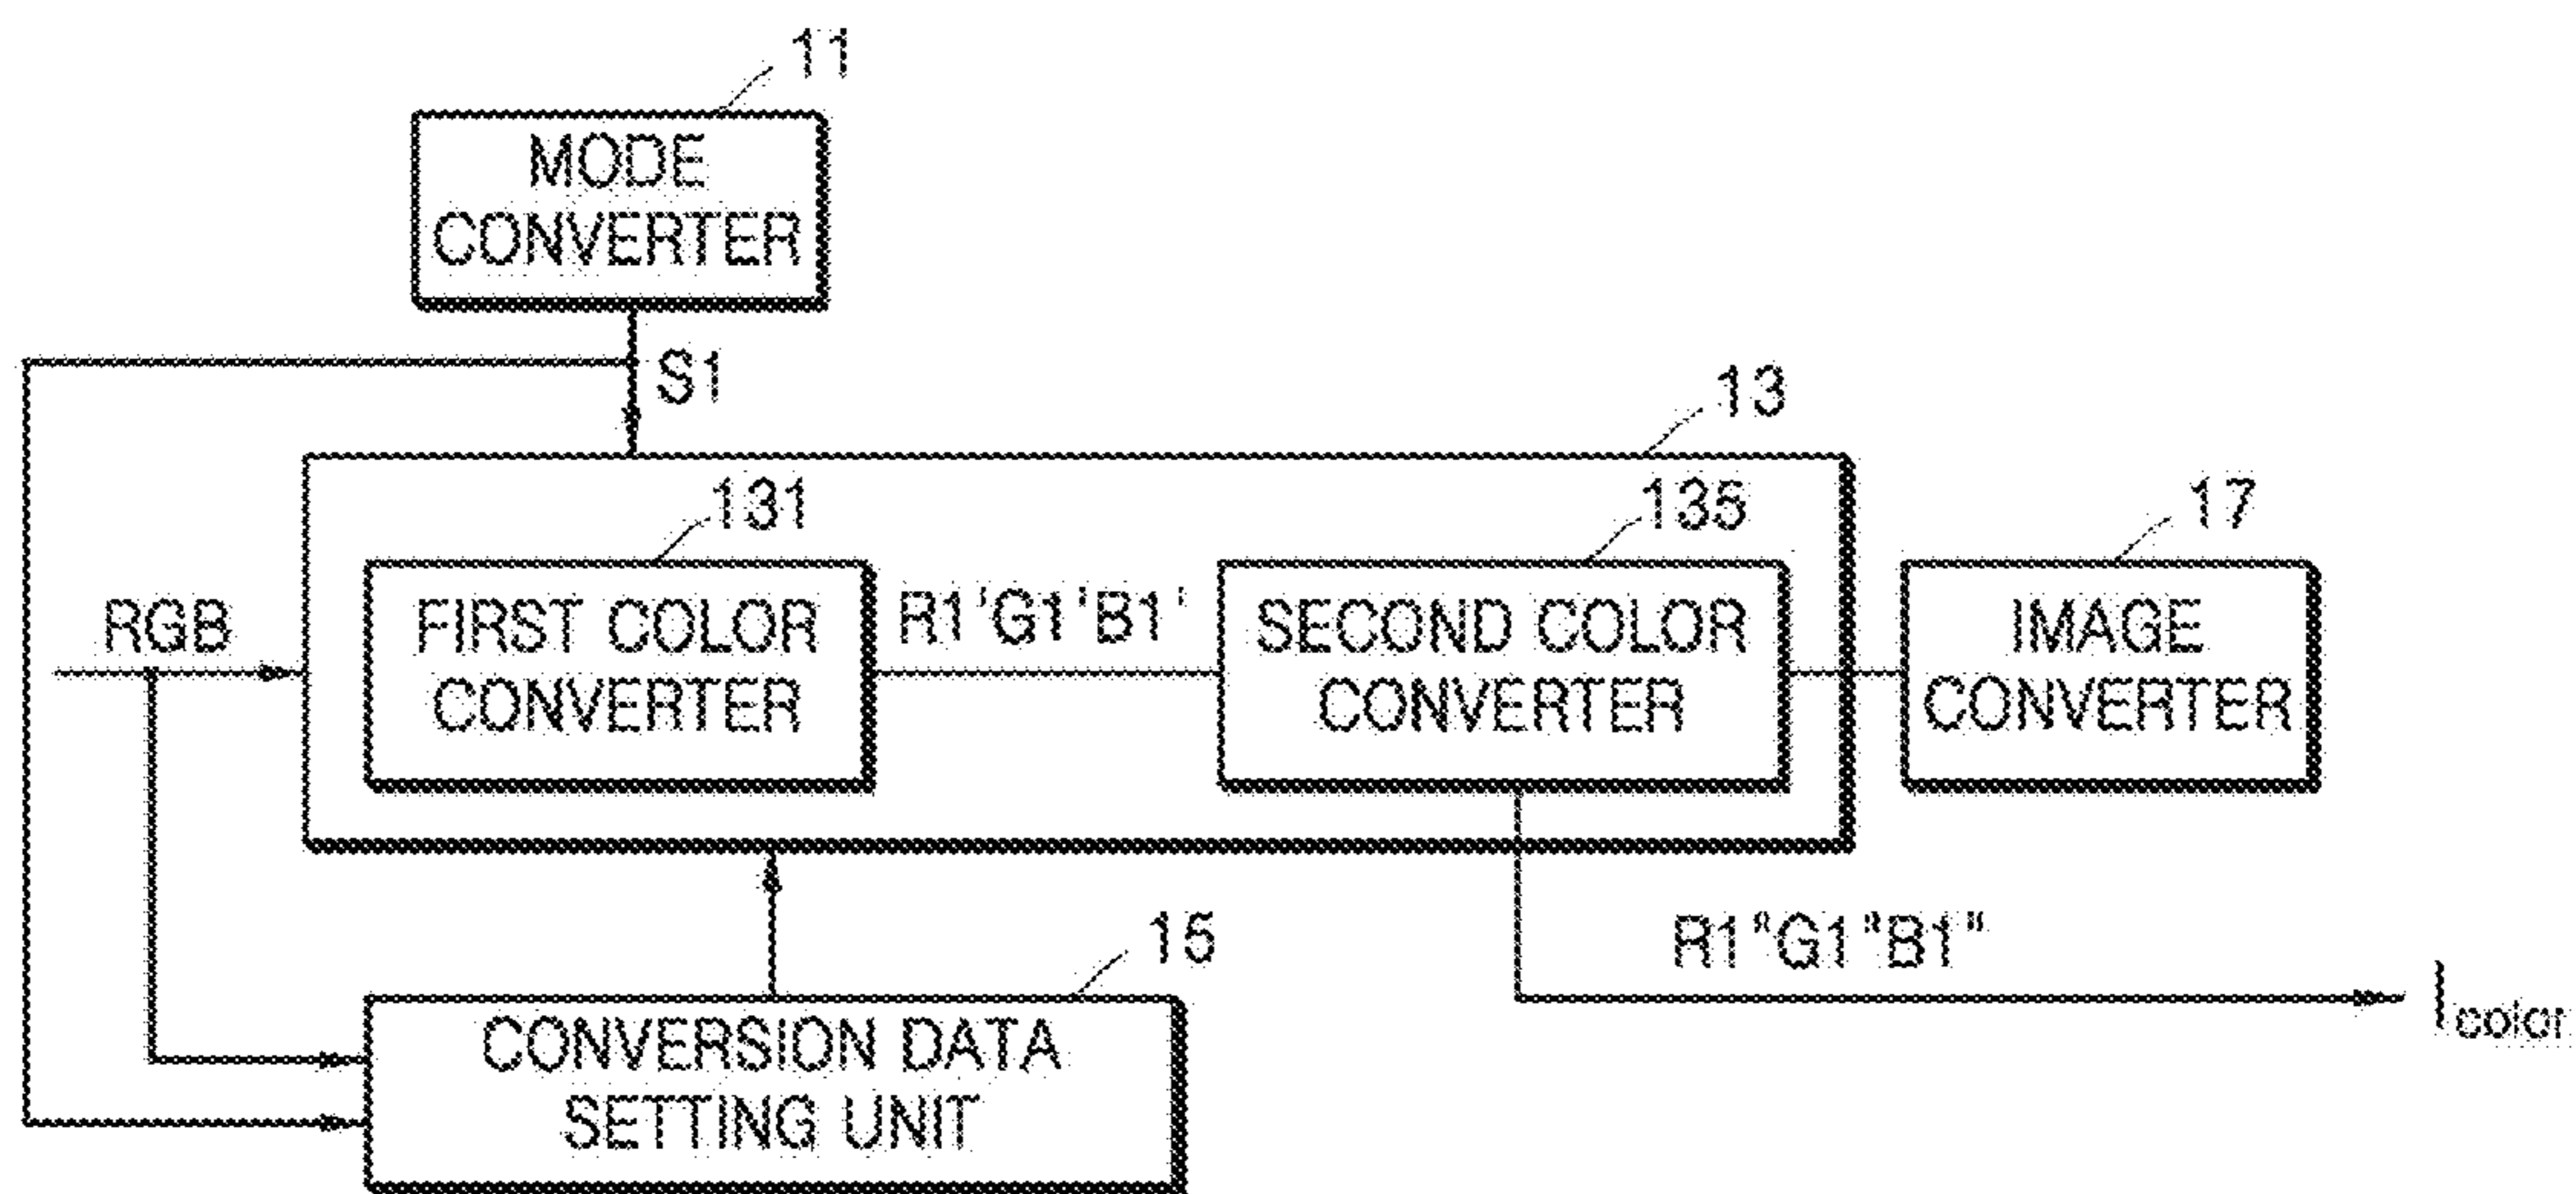 11
MODE
CONVERTER
S1
13
131
135
17
RGB
FIRST COLOR
CONVERTER
R1'G1'B1'
SECOND COLOR
CONVERTER
IMAGE
CONVERTER
15
R1"G1"B1"
CONVERSION DATA
SETTING UNIT
Icolor